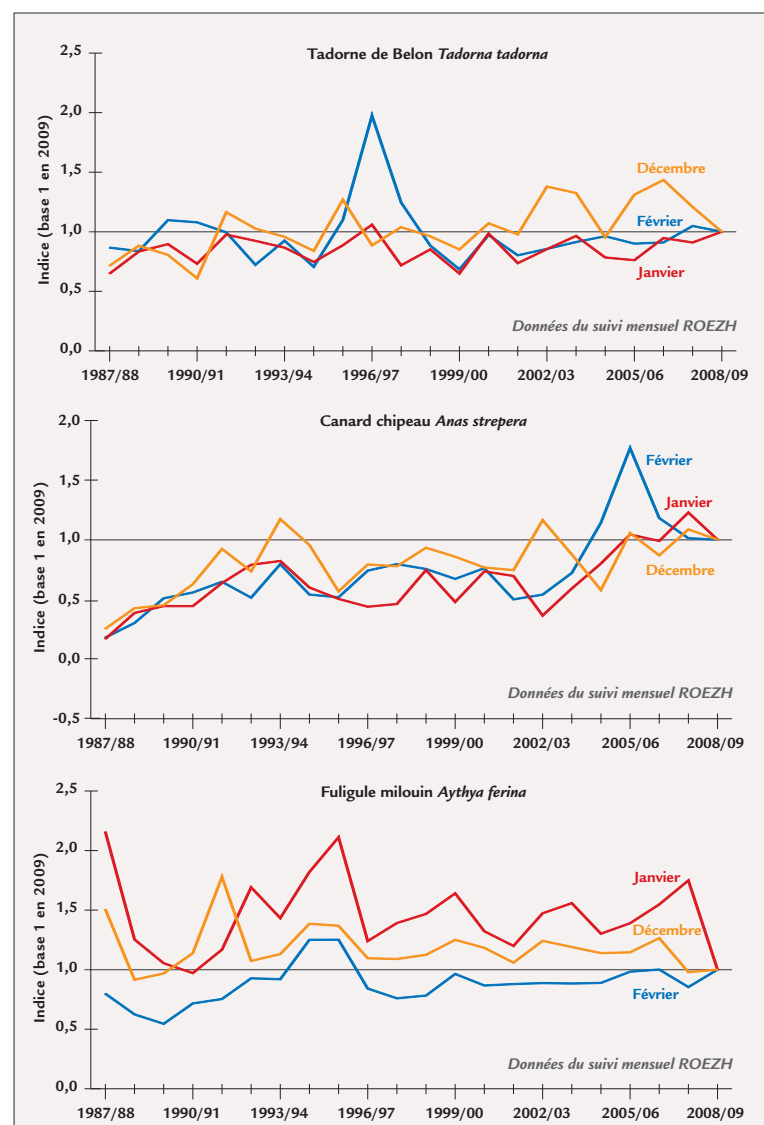 Tadorne de Belon Tadorna tadorna
Indice (base 1 en 2009)
2,5
2,0
1,5
1,0
0,5
0,0
Décembre
Février
Janvier
Données du suivi mensuel ROEZH
1987/88 1990/91 1993/94 1996/97 1999/00 2002/03 2005/06 2008/09
Canard chipeau Anas strepera
Indice (base 1 en 2009)
2,0
1,5
1,0
0,5
0,0
-0,5
Février
Janvier
Décembre
Données du suivi mensuel ROEZH
1987/88 1990/91 1993/94 1996/97 1999/00 2002/03 2005/06 2008/09
Fuligule milouin Aythya ferina
Indice (base 1 en 2009)
2,5
2,0
1,5
1,0
0,5
0,0
Janvier
Décembre
Février
Données du suivi mensuel ROEZH
1987/88 1990/91 1993/94 1996/97 1999/00 2002/03 2005/06 2008/09